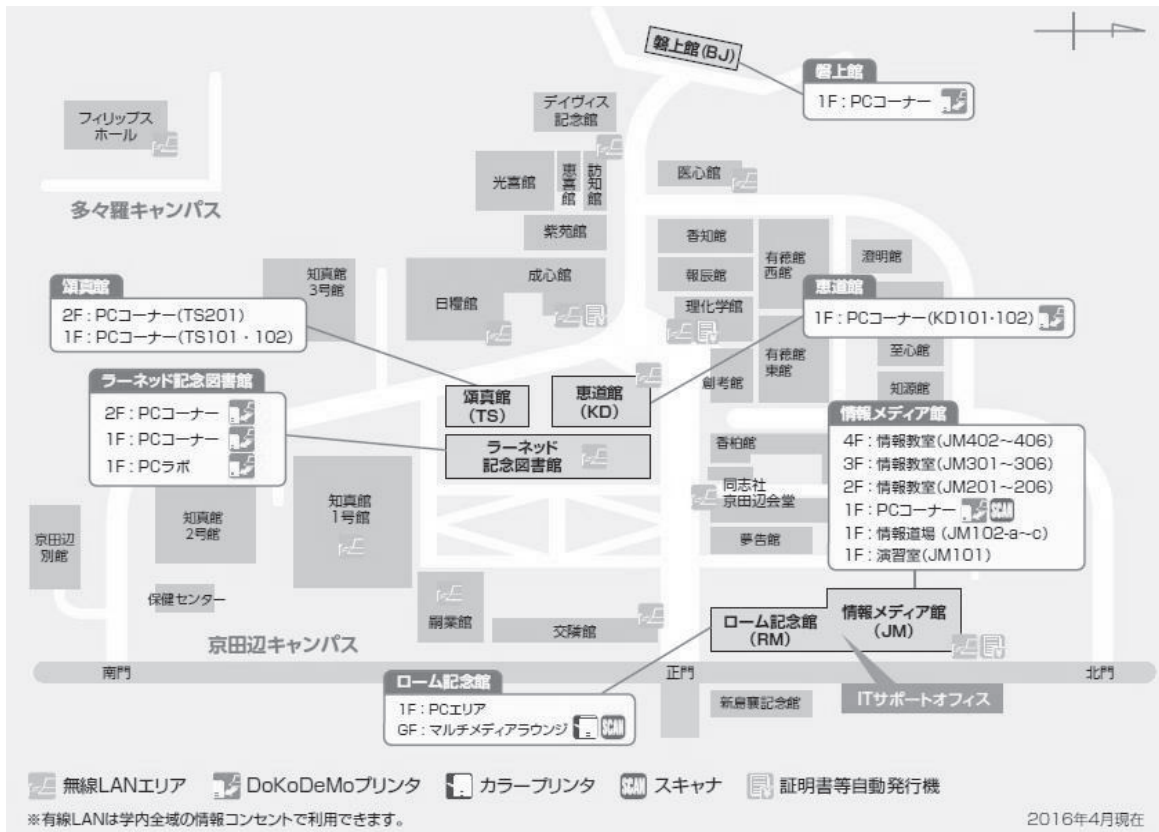 磐上館(BJ)
磐上館
1F：PCコーナー
デイヴィス
記念館
フィリップス
ホール
医心館
光喜館
恵喜館
訪知館
多々羅キャンパス
紫苑館
香知館
有徳館
西館
澄明館
知真館
3号館
成心館
報辰館
頌真館
2F：PCコーナー(TS201)
1F：PCコーナー(TS101・102)
日糧館
理化学館
恵道館
1F：PCコーナー(KD101・102)
至心館
有徳館
東館
創考館
知源館
ラーネッド記念図書館
2F：PCコーナー
1F：PCコーナー
1F：PCラボ
頌真館
(TS)
恵道館
(KD)
ラーネッド
記念図書館
情報メディア館
4F：情報教室(JM402～406)
3F：情報教室(JM301～306)
2F：情報教室(JM201～206)
1F：PCコーナー SCAN
1F：情報道場 (JM102-a～c)
1F：演習室(JM101)
香柏館
同志社
京田辺会堂
夢告館
知真館
1号館
知真館
2号館
京田辺
別館
保健センター
嗣業館
交隣館
ローム記念館
(RM)
情報メディア館
(JM)
京田辺キャンパス
南門
正門
北門
ローム記念館
1F：PCエリア
GF：マルチメディアラウンジ SCAN
新島襄記念館
ITサポートオフィス
無線LANエリア
DoKoDeMoプリンタ
カラープリンタ
SCAN スキャナ
証明書等自動発行機
※有線LANは学内全域の情報コンセントで利用できます。
2016年4月現在